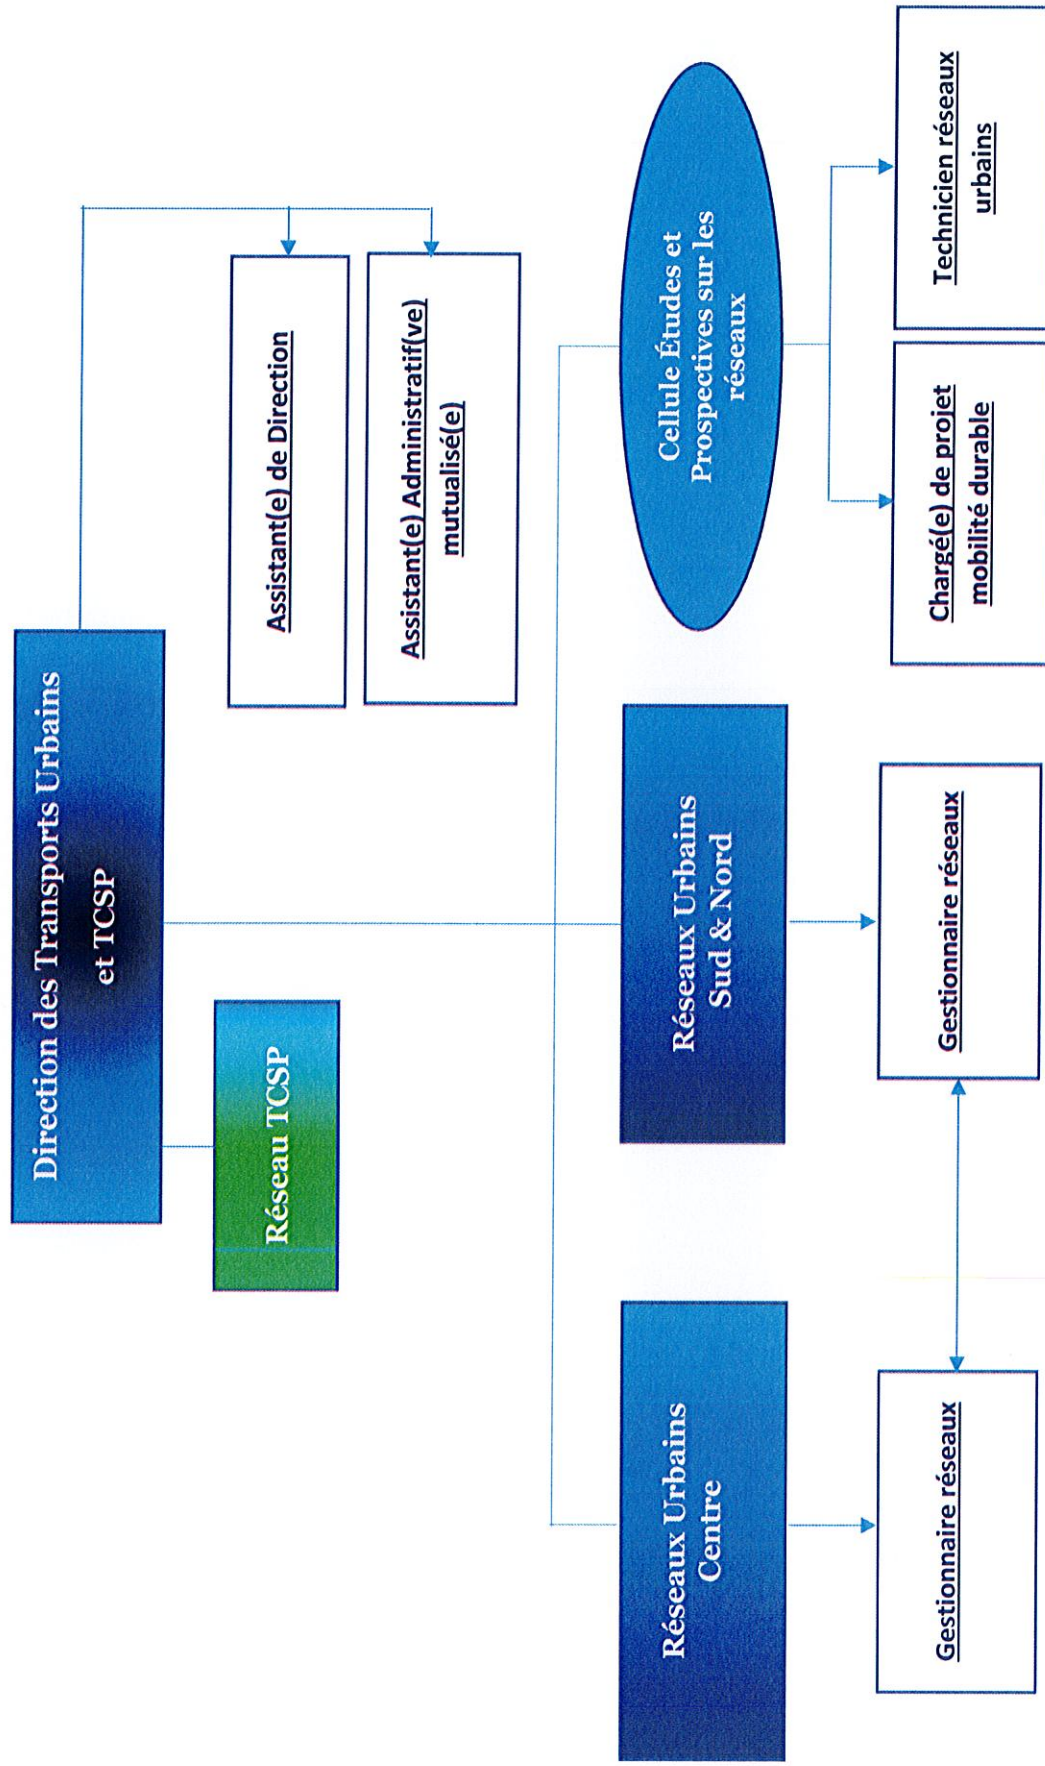 Direction des Transports Urbains
et TCSP
Réseau TCSP
Assistant(e) de Direction
Assistant(e) Administratif(ve)
mutualisé(e)
Réseaux Urbains
Centre
Réseaux Urbains
Sud & Nord
Cellule Études et
Prospectives sur les
réseaux
Gestionnaire réseaux
Gestionnaire réseaux
Chargé(e) de projet
mobilité durable
Technicien réseaux
urbains